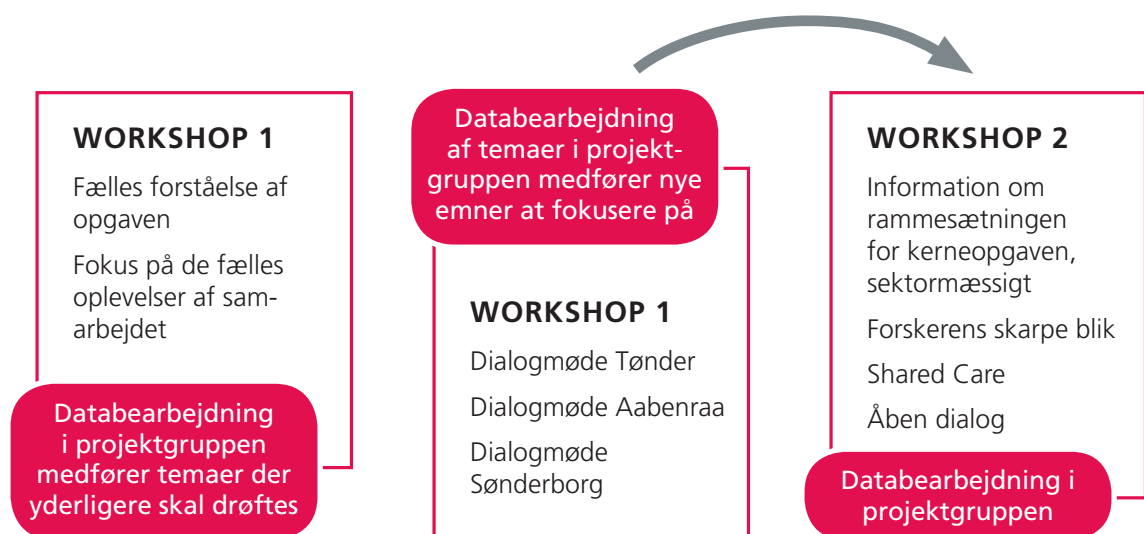 WORKSHOP 1
Fælles forståelse af
opgaven
Fokus på de fælles
oplevelser af sam-
arbejdet
Databearbejdning
i projektgruppen
medfører temaer der
yderligere skal drøftes
Databearbejdning
af temaer i projekt-
gruppen medfører nye
emner at fokusere på
WORKSHOP 1
Dialogmøde Tønder
Dialogmøde Aabenraa
Dialogmøde
Sønderborg
WORKSHOP 2
Information om
rammesætningen
for kerneopgaven,
sektormæssigt
Forskerens skarpe blik
Shared Care
Åben dialog
Databearbejdning i
projektgruppen